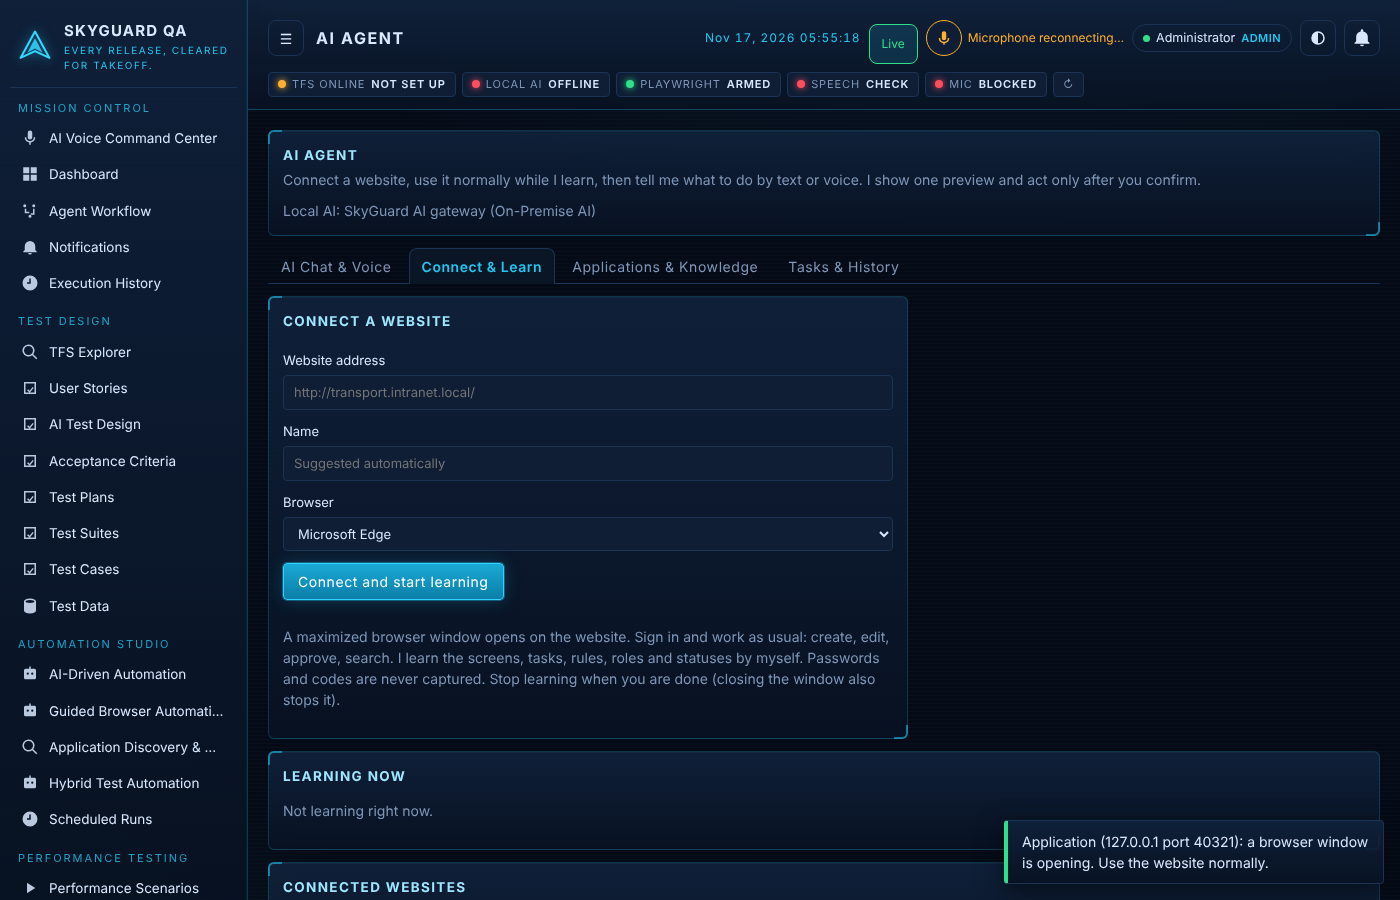 SKYGUARD QA
EVERY RELEASE, CLEARED
FOR TAKEOFF.
MISSION CONTROL
AI Voice Command Center
Dashboard
Agent Workflow
Notifications
Execution History
TEST DESIGN
TFS Explorer
User Stories
AI Test Design
Acceptance Criteria
Test Plans
Test Suites
Test Cases
Test Data
AUTOMATION STUDIO
AI-Driven Automation
Guided Browser Automati...
Application Discovery & ...
Hybrid Test Automation
Scheduled Runs
PERFORMANCE TESTING
Performance Scenarios
AI AGENT
Nov 17, 2026 05:55:18
Live
Microphone reconnecting...
Administrator ADMIN
TFS ONLINE NOT SET UP
LOCAL AI OFFLINE
PLAYWRIGHT ARMED
SPEECH CHECK
MIC BLOCKED
AI AGENT
Connect a website, use it normally while I learn, then tell me what to do by text or voice. I show one preview and act only after you confirm.
Local AI: SkyGuard AI gateway (On-Premise AI)
AI Chat & Voice
Connect & Learn
Applications & Knowledge
Tasks & History
CONNECT A WEBSITE
Website address
http://transport.intranet.local/
Name
Suggested automatically
Browser
Microsoft Edge
Connect and start learning
A maximized browser window opens on the website. Sign in and work as usual: create, edit,
approve, search. I learn the screens, tasks, rules, roles and statuses by myself. Passwords
and codes are never captured. Stop learning when you are done (closing the window also
stops it).
LEARNING NOW
Not learning right now.
CONNECTED WEBSITES
Application (127.0.0.1 port 40321): a browser window
is opening. Use the website normally.